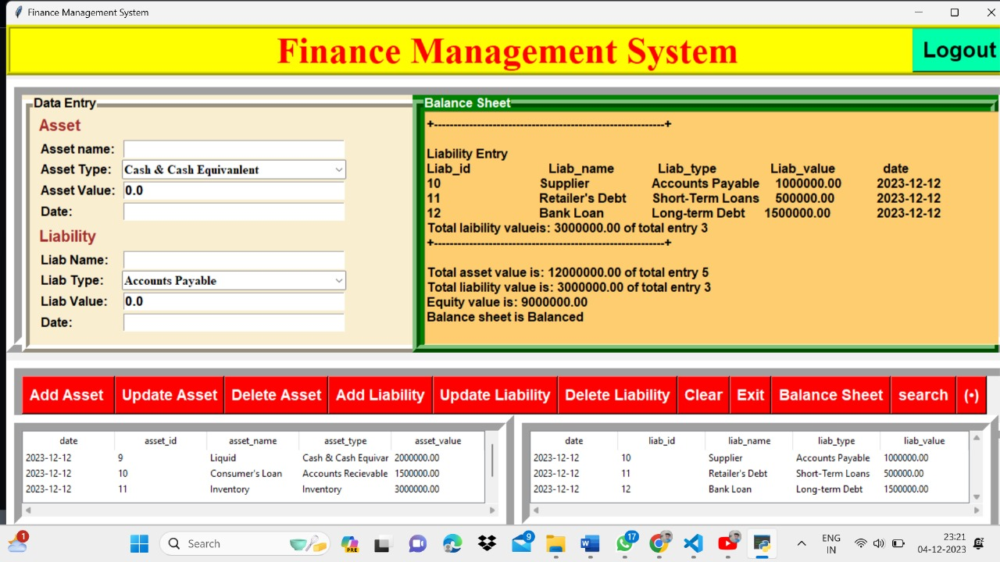 Finance Management System
Finance Management System
Logout
Data Entry
Asset
Asset name:
Asset Type: Cash & Cash Equivanlent
Asset Value: 0.0
Date:
Liability
Liab Name:
Liab Type: Accounts Payable
Liab Value: 0.0
Date:
Balance Sheet
+-----------------------------------------------------------+
Liability Entry
Liab_id Liab_name Liab_type Liab_value date
10 Supplier Accounts Payable 1000000.00 2023-12-12
11 Retailer's Debt Short-Term Loans 500000.00 2023-12-12
12 Bank Loan Long-term Debt 1500000.00 2023-12-12
Total laibility valueis: 3000000.00 of total entry 3
+-----------------------------------------------------------+
Total asset value is: 12000000.00 of total entry 5
Total liability value is: 3000000.00 of total entry 3
Equity value is: 9000000.00
Balance sheet is Balanced
Add Asset Update Asset Delete Asset Add Liability Update Liability Delete Liability Clear Exit Balance Sheet search (•)
date asset_id asset_name asset_type asset_value
2023-12-12 9 Liquid Cash & Cash Equivar 2000000.00
2023-12-12 10 Consumer's Loan Accounts Recievable 1500000.00
2023-12-12 11 Inventory Inventory 3000000.00
date liab_id liab_name liab_type liab_value
2023-12-12 10 Supplier Accounts Payable 1000000.00
2023-12-12 11 Retailer's Debt Short-Term Loans 500000.00
2023-12-12 12 Bank Loan Long-term Debt 1500000.00
1
Search
PRE
9
17
ENG
IN
23:21
04-12-2023